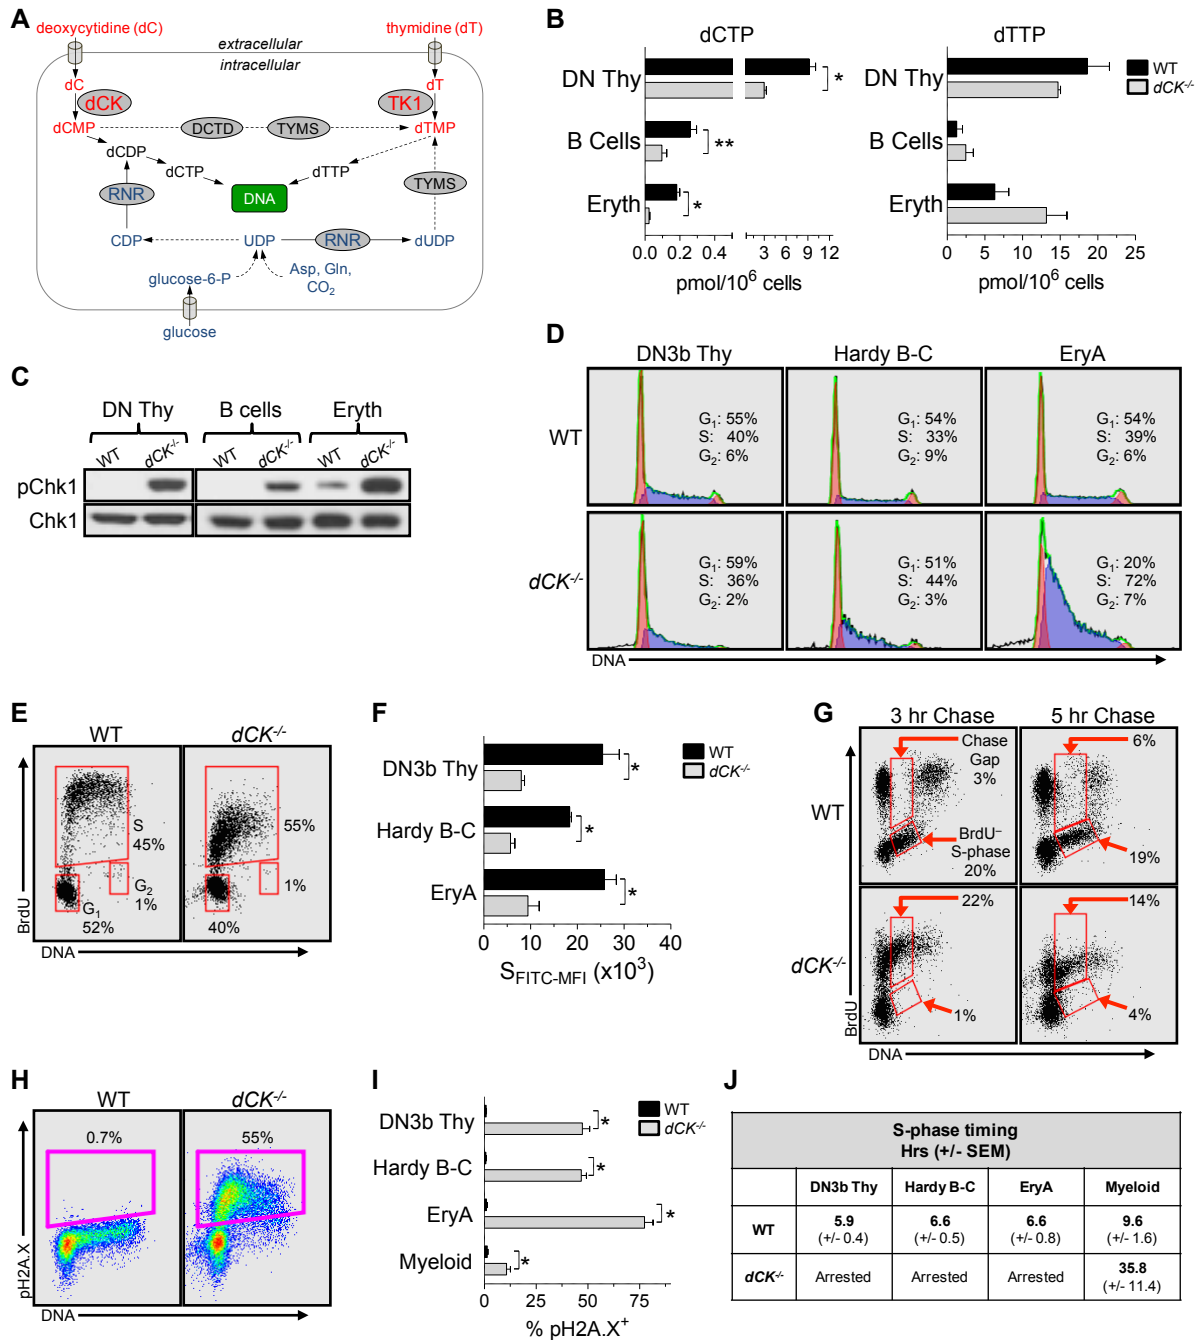 A
deoxycytidine (dC)
thymidine (dT)
extracellular
intracellular
dC
dT
dCK
TK1
dCMP
DCTD
TYMS
dTMP
dCDP
dCTP
dTTP
TYMS
RNR
DNA
CDP
UDP
RNR
dUDP
glucose-6-P
Asp, Gln,
CO2
glucose
B
dCTP
dTTP
WT
dCK-/-
DN Thy
*
DN Thy
B Cells
**
B Cells
Eryth
*
Eryth
0.0 0.2 0.4 3 6 9 12
0 5 10 15 20 25
pmol/10^6 cells
pmol/10^6 cells
C
DN Thy B cells Eryth
WT dCK-/- WT dCK-/- WT dCK-/-
pChk1
Chk1
D
DN3b Thy Hardy B-C EryA
WT
G1: 55%
S: 40%
G2: 6%
G1: 54%
S: 33%
G2: 9%
G1: 54%
S: 39%
G2: 6%
dCK-/-
G1: 59%
S: 36%
G2: 2%
G1: 51%
S: 44%
G2: 3%
G1: 20%
S: 72%
G2: 7%
DNA
E
WT dCK-/-
S
45%
55%
G2
1%
1%
G1
52%
40%
BrdU
DNA
F
WT
dCK-/-
DN3b Thy
*
Hardy B-C
*
EryA
*
0 10 20 30 40
SFITC-MFI (x10^3)
G
3 hr Chase 5 hr Chase
WT
Chase
Gap
3%
6%
BrdU–
S-phase
20%
19%
dCK-/-
22%
14%
1%
4%
BrdU
DNA
H
WT dCK-/-
0.7%
55%
pH2A.X
DNA
I
WT
dCK-/-
DN3b Thy
*
Hardy B-C
*
EryA
*
Myeloid
*
0 25 50 75
% pH2A.X+
J
S-phase timing
Hrs (+/- SEM)
DN3b Thy Hardy B-C EryA Myeloid
WT 5.9 (+/- 0.4) 6.6 (+/- 0.5) 6.6 (+/- 0.8) 9.6 (+/- 1.6)
dCK-/- Arrested Arrested Arrested 35.8 (+/- 11.4)